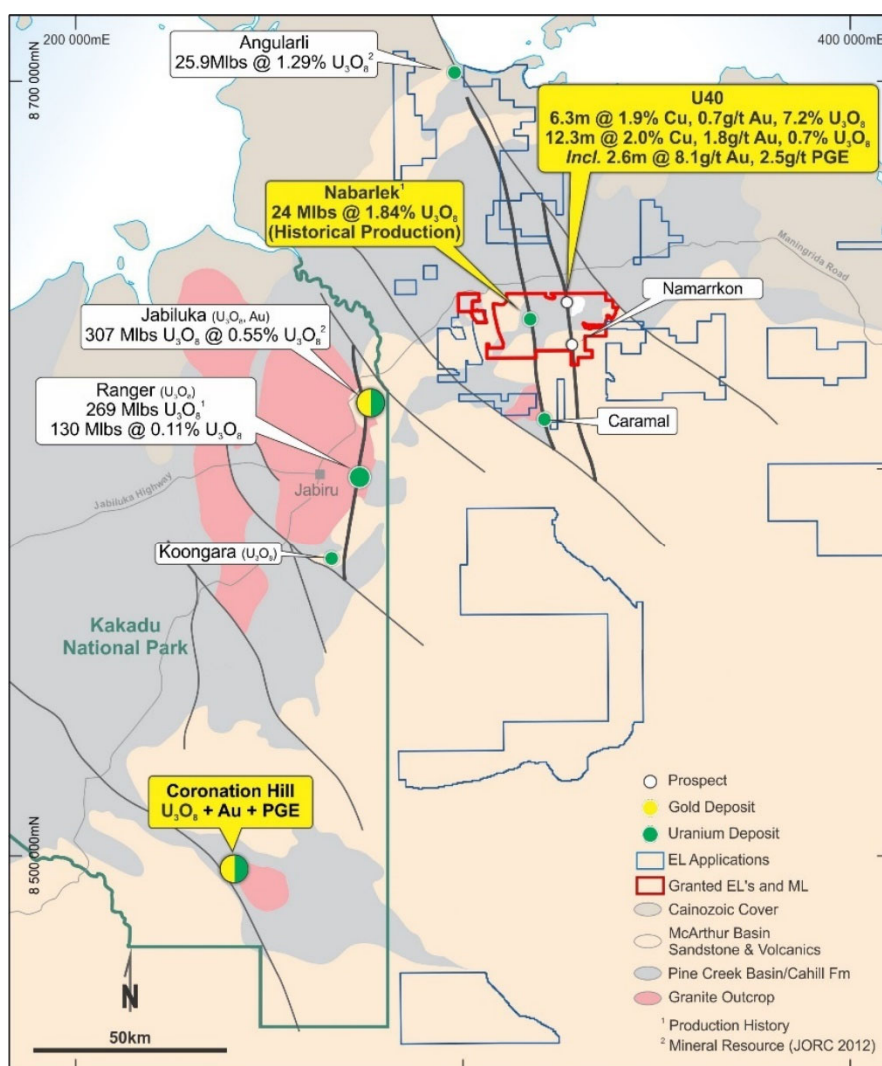 200 000mE
400 000mE
8 700 000mN
Angularli
25.9Mlbs @ 1.29% U₃O₈²
U40
6.3m @ 1.9% Cu, 0.7g/t Au, 7.2% U₃O₈
12.3m @ 2.0% Cu, 1.8g/t Au, 0.7% U₃O₈
Incl. 2.6m @ 8.1g/t Au, 2.5g/t PGE
Nabarlek¹
24 Mlbs @ 1.84% U₃O₈
(Historical Production)
Maningrida Road
Namarrkon
Jabiluka (U₃O₈, Au)
307 Mlbs U₃O₈ @ 0.55% U₃O₈²
Ranger (U₃O₈)
269 Mlbs U₃O₈¹
130 Mlbs @ 0.11% U₃O₈
Caramal
Jabiru
Jabiluka Highway
Koongara (U₃O₈)
Kakadu
National Park
Coronation Hill
U₃O₈ + Au + PGE
8 500 000mN
N
50km
Prospect
Gold Deposit
Uranium Deposit
EL Applications
Granted EL's and ML
Cainozoic Cover
McArthur Basin
Sandstone & Volcanics
Pine Creek Basin/Cahill Fm
Granite Outcrop
¹ Production History
² Mineral Resource (JORC 2012)